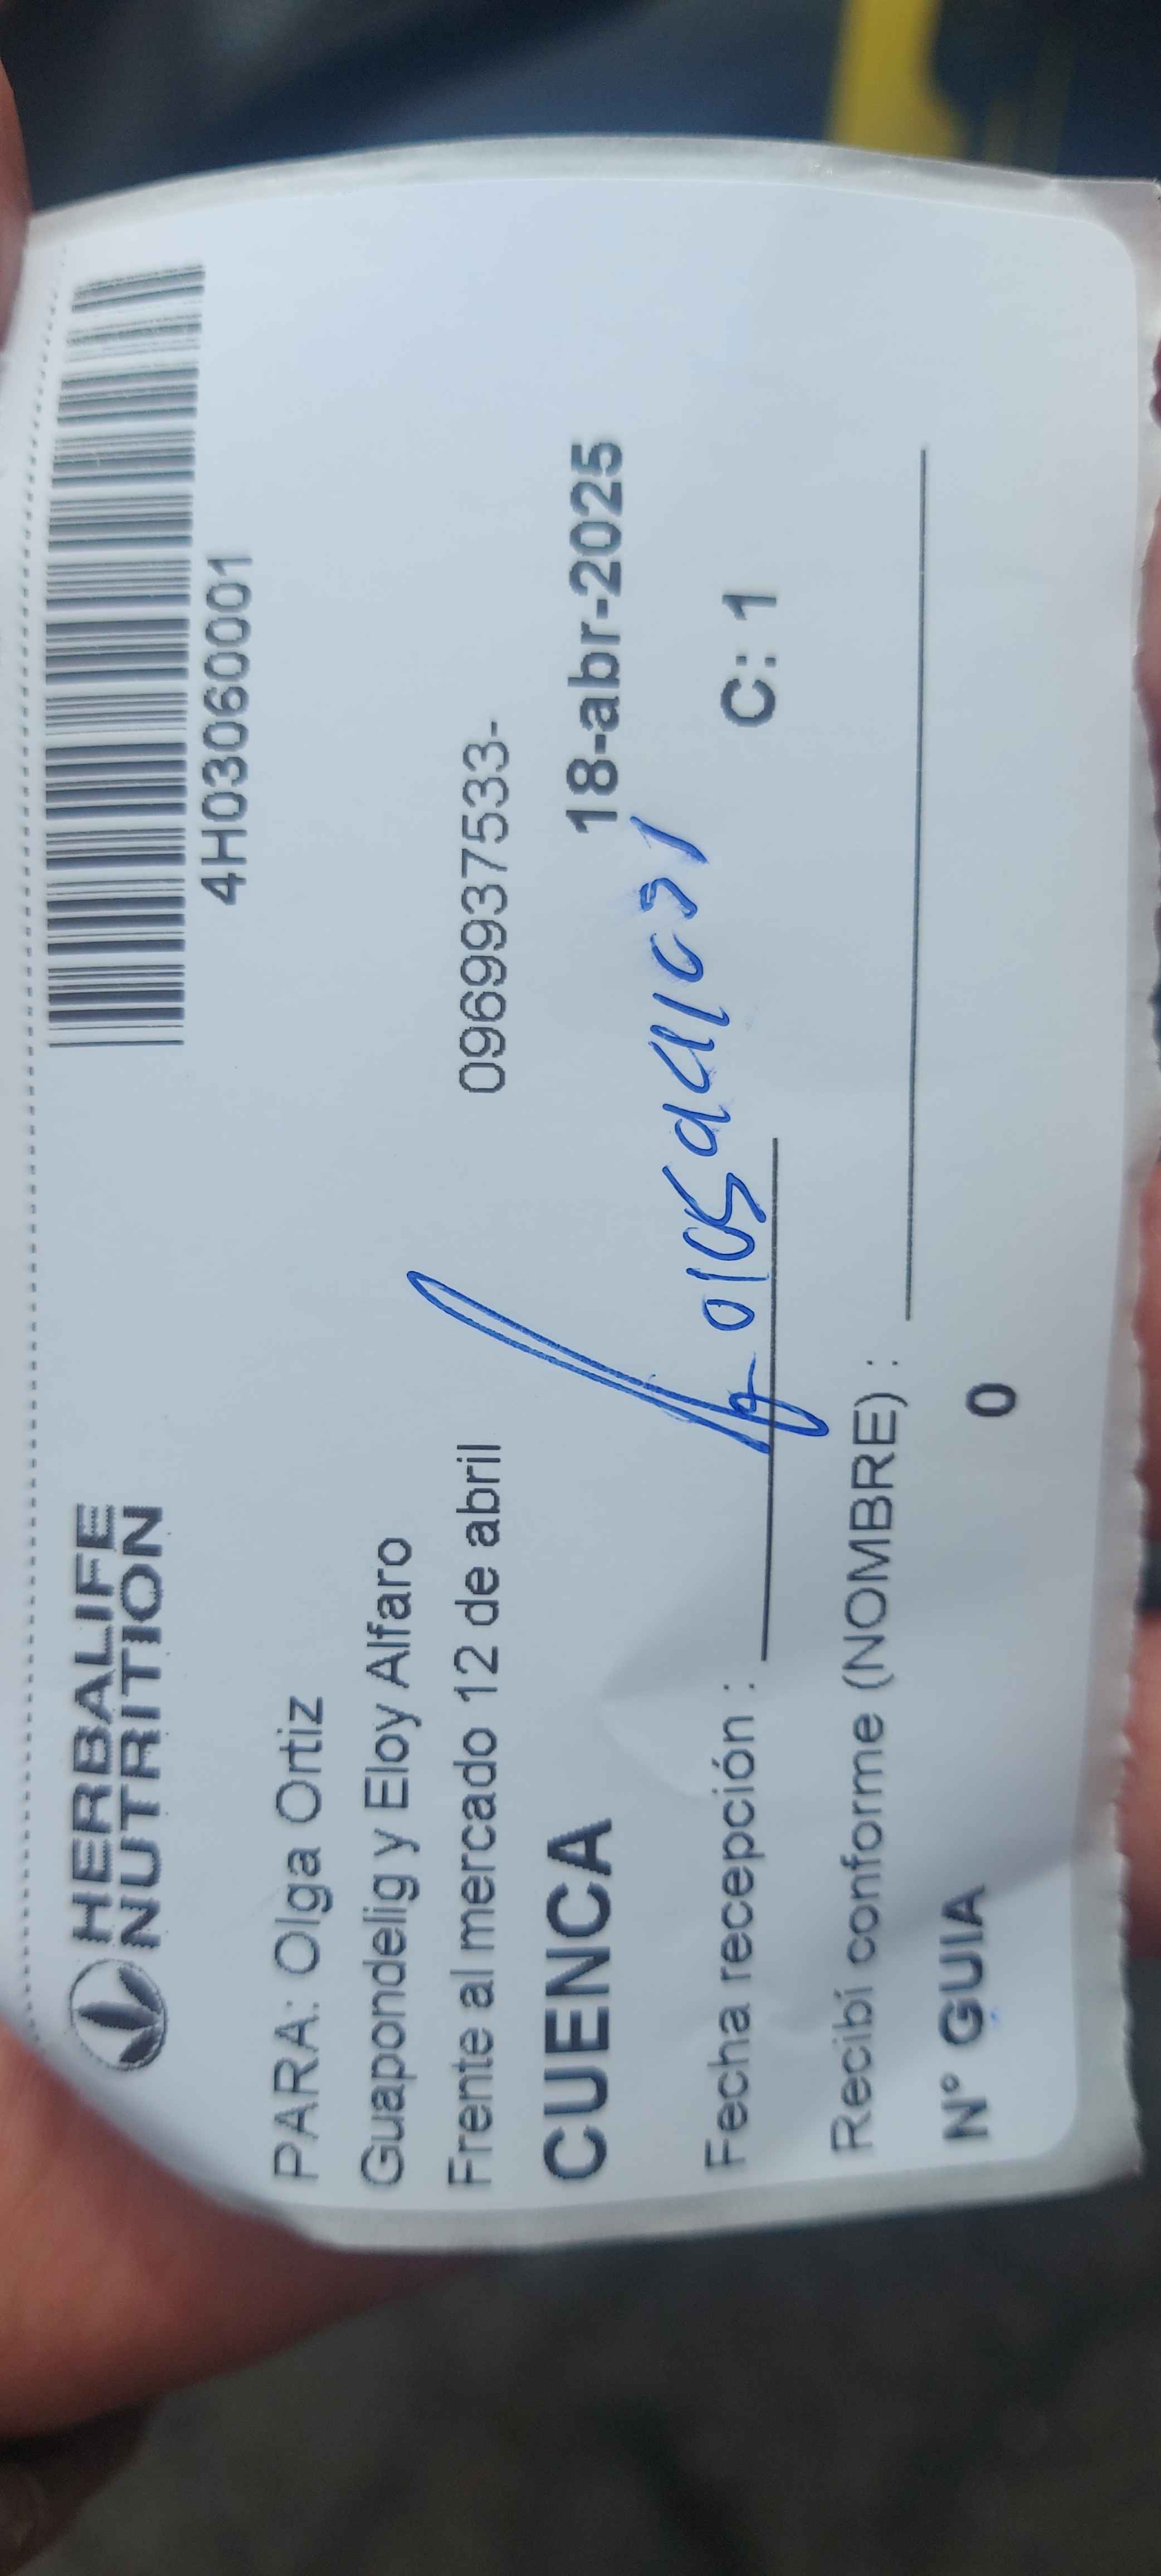 HERBALIFE
NUTRITION
4H03060001
PARA: Olga Ortiz
Guapondelig y Eloy Alfaro
Frente al mercado 12 de abril
0969937533-
CUENCA
18-abr-2025
Fecha recepción :
C: 1
Recibí conforme (NOMBRE) :
N° GUIA
0